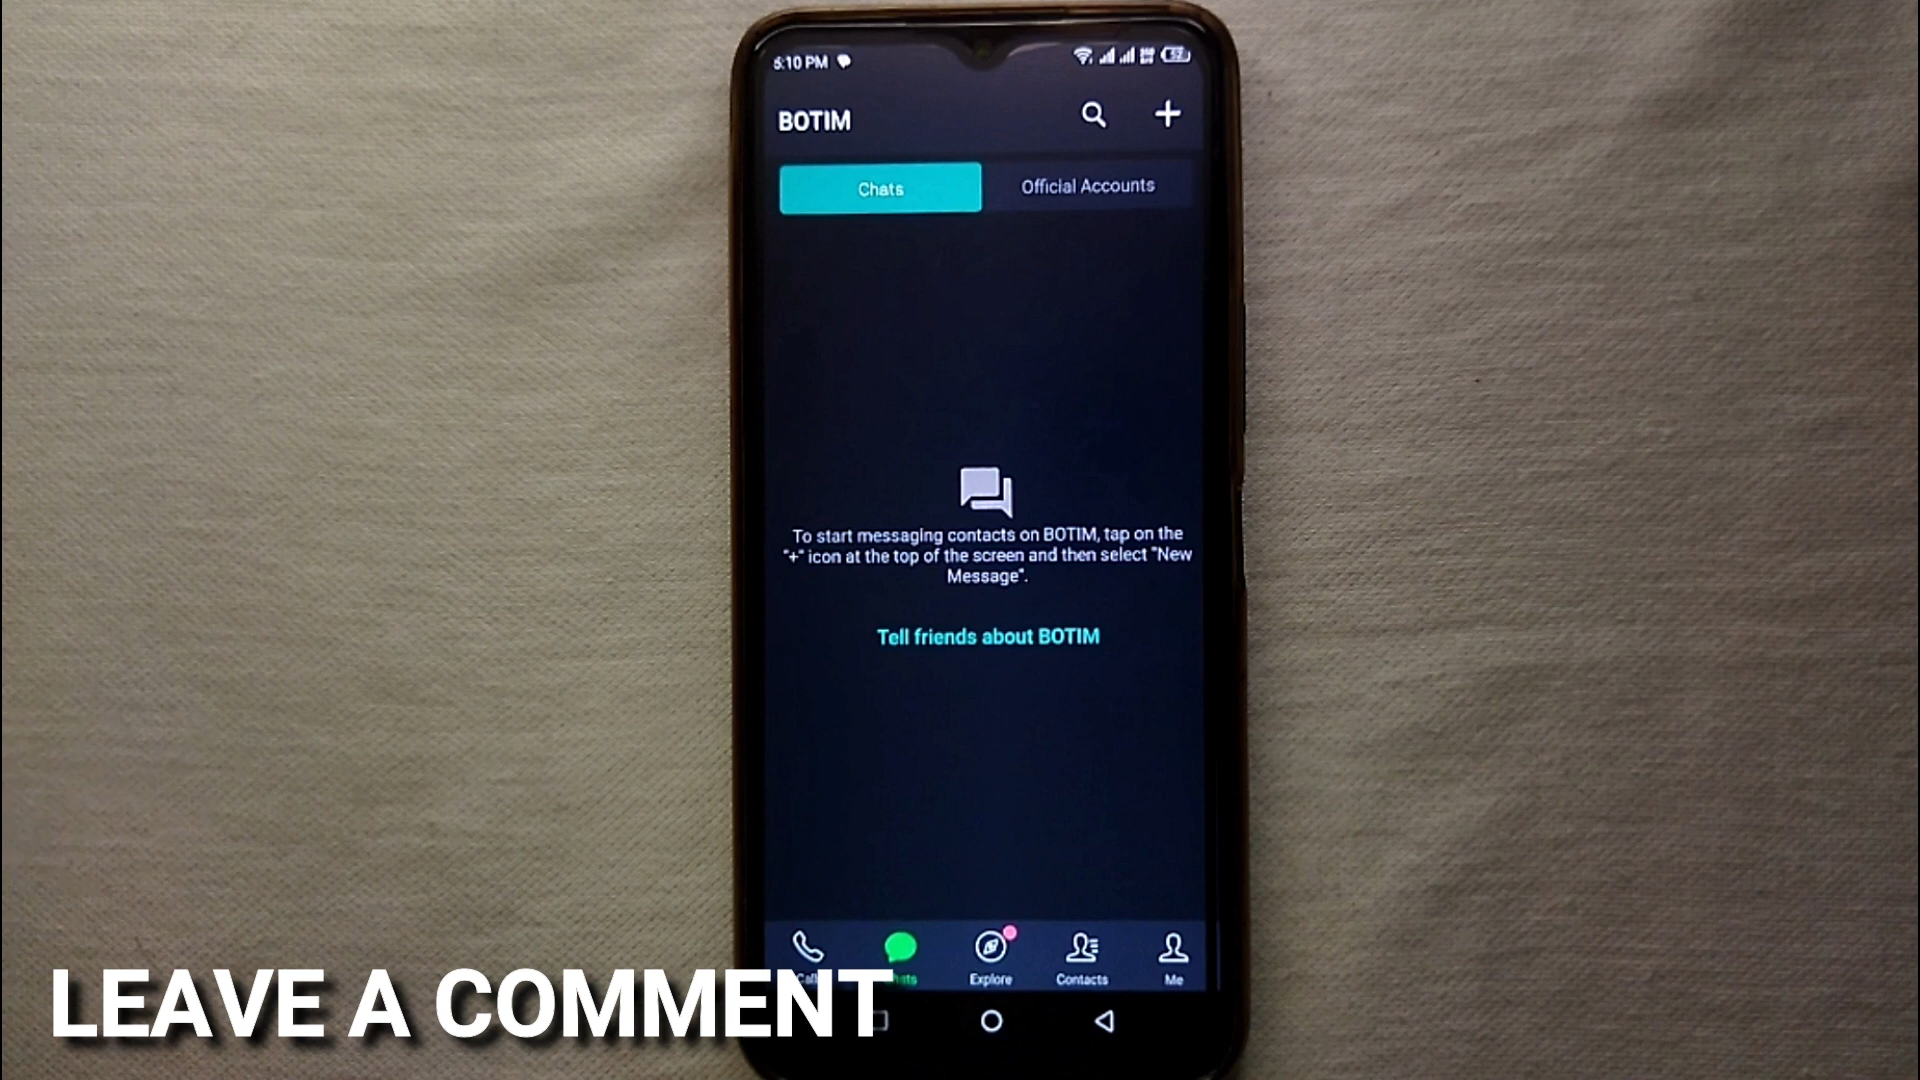 5:10 PM
52
BOTIM
Chats
Official Accounts
To start messaging contacts on BOTIM, tap on the
"+" icon at the top of the screen and then select "New
Message".
Tell friends about BOTIM
Explore
Contacts
Me
LEAVE A COMMENT